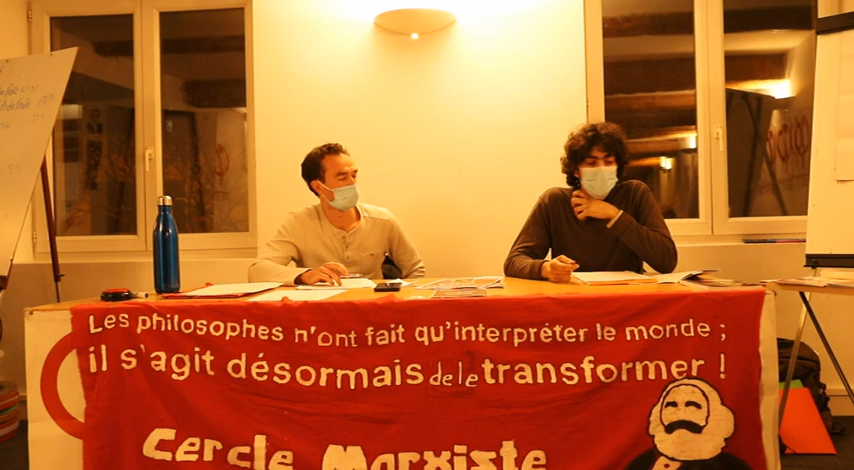 Les philosophes n'ont fait qu'interpréter le monde ;
il s'agit désormais de le transformer !
Cercle Marxiste